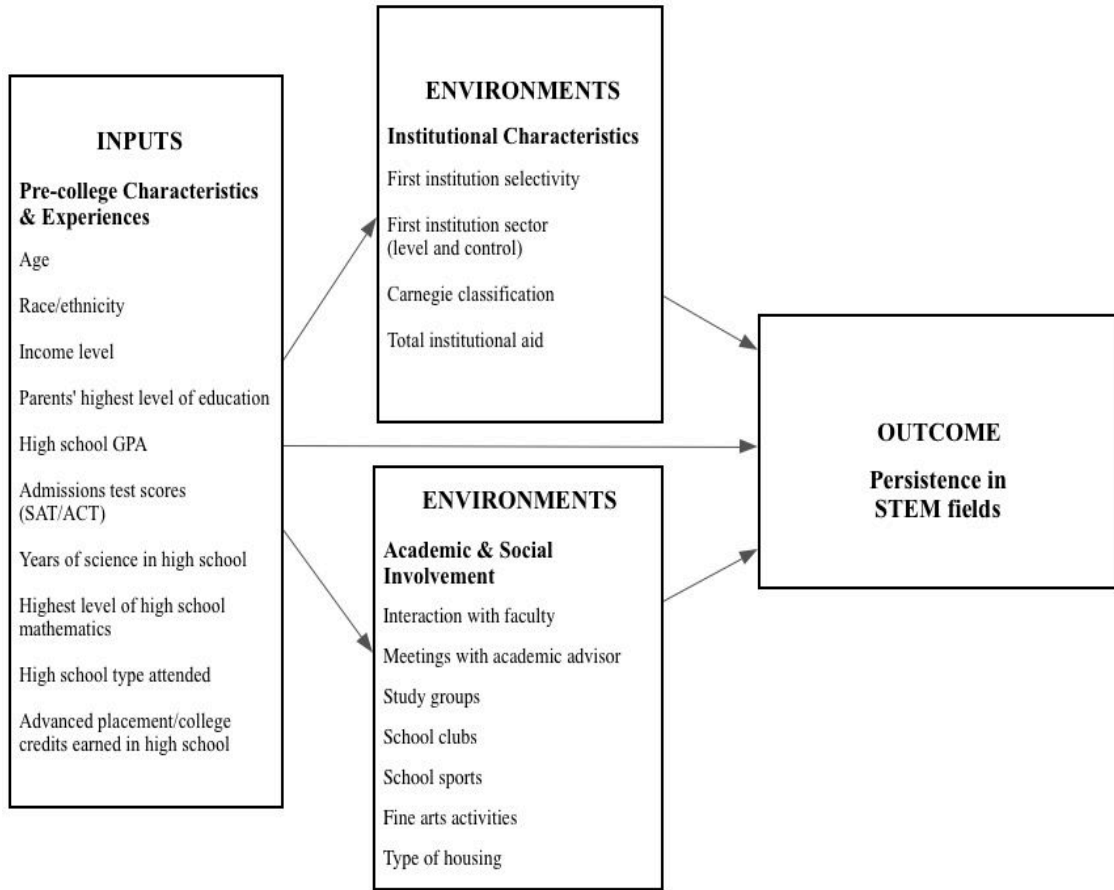 INPUTS
Pre-college Characteristics
& Experiences
Age
Race/ethnicity
Income level
Parents' highest level of education
High school GPA
Admissions test scores
(SAT/ACT)
Years of science in high school
Highest level of high school
mathematics
High school type attended
Advanced placement/college
credits earned in high school
ENVIRONMENTS
Institutional Characteristics
First institution selectivity
First institution sector
(level and control)
Carnegie classification
Total institutional aid
ENVIRONMENTS
Academic & Social
Involvement
Interaction with faculty
Meetings with academic advisor
Study groups
School clubs
School sports
Fine arts activities
Type of housing
OUTCOME
Persistence in
STEM fields